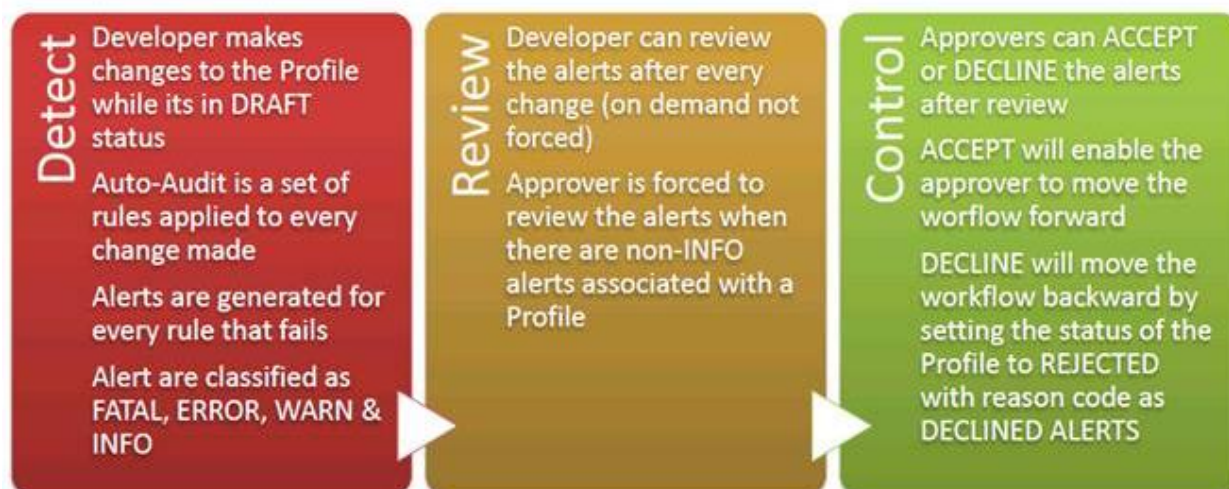 Detect
Developer makes
changes to the Profile
while its in DRAFT
status
Auto-Audit is a set of
rules applied to every
change made
Alerts are generated for
every rule that fails
Alert are classified as
FATAL, ERROR, WARN &
INFO
Review
Developer can review
the alerts after every
change (on demand not
forced)
Approver is forced to
review the alerts when
there are non-INFO
alerts associated with a
Profile
Control
Approvers can ACCEPT
or DECLINE the alerts
after review
ACCEPT will enable the
approver to move the
worflow forward
DECLINE will move the
workflow backward by
setting the status of the
Profile to REJECTED
with reason code as
DECLINED ALERTS